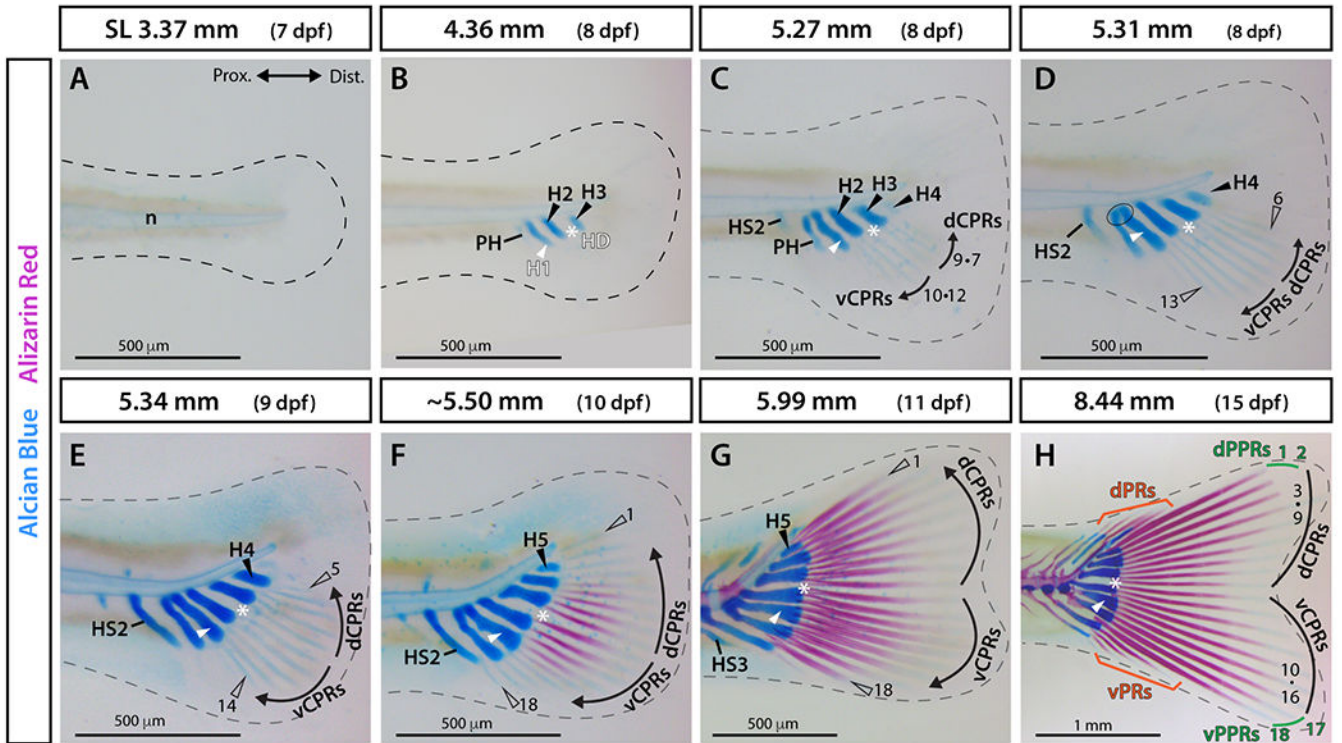 SL 3.37 mm (7 dpf)
4.36 mm (8 dpf)
5.27 mm (8 dpf)
5.31 mm (8 dpf)
Alcian Blue Alizarin Red
A
Prox. Dist.
n
500 µm
B
H2
H3
PH
*
HD
H1
500 µm
C
H2
H3
H4
HS2
PH
*
dCPRs
9•7
vCPRs
10•12
500 µm
D
H4
6
HS2
*
13
vCPRs dCPRs
500 µm
5.34 mm (9 dpf)
~5.50 mm (10 dpf)
5.99 mm (11 dpf)
8.44 mm (15 dpf)
E
H4
5
*
HS2
dCPRs
14
vCPRs
500 µm
F
1
H5
*
dCPRs
HS2
18
vCPRs
500 µm
G
1
dCPRs
H5
*
vCPRs
HS3
18
500 µm
H
dPPRs 1 2
dPRs
3
•
9
dCPRs
*
vCPRs
10
•
16
vPRs
1 mm
vPPRs 18 17